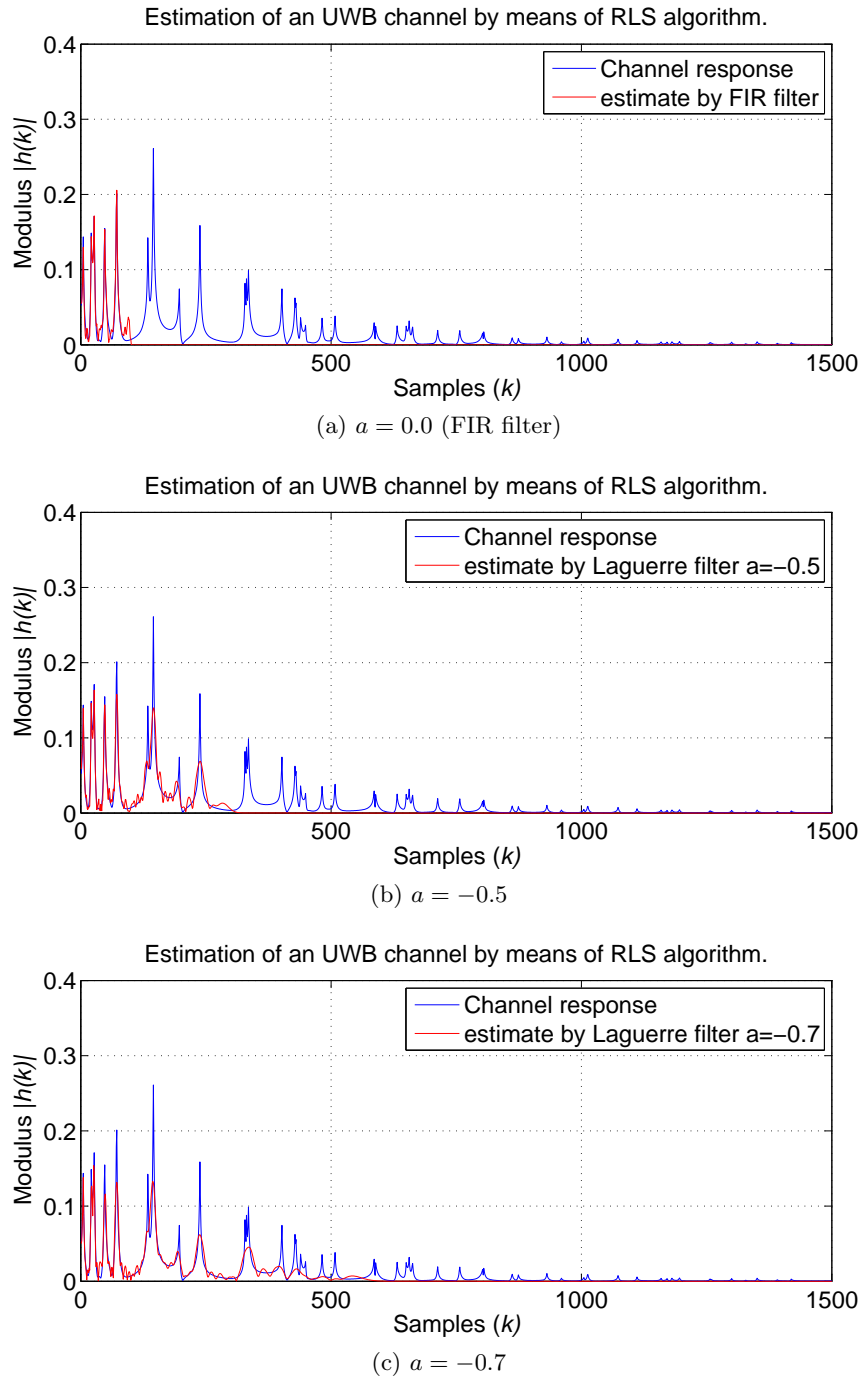 Estimation of an UWB channel by means of RLS algorithm.
0.4
0.3
0.2
0.1
0
Modulus |h(k)|
Channel response
estimate by FIR filter
0
500
1000
1500
Samples (k)
(a) a = 0.0 (FIR filter)
Estimation of an UWB channel by means of RLS algorithm.
0.4
0.3
0.2
0.1
0
Modulus |h(k)|
Channel response
estimate by Laguerre filter a=−0.5
0
500
1000
1500
Samples (k)
(b) a = −0.5
Estimation of an UWB channel by means of RLS algorithm.
0.4
0.3
0.2
0.1
0
Modulus |h(k)|
Channel response
estimate by Laguerre filter a=−0.7
0
500
1000
1500
Samples (k)
(c) a = −0.7